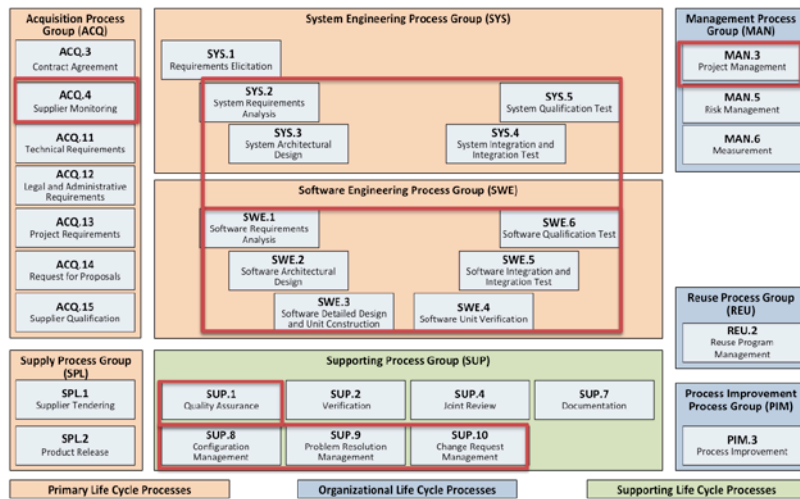 Acquisition Process
Group (ACQ)
ACQ.3
Contract Agreement
ACQ.4
Supplier Monitoring
ACQ.11
Technical Requirements
ACQ.12
Legal and Administrative
Requirements
ACQ.13
Project Requirements
ACQ.14
Request for Proposals
ACQ.15
Supplier Qualification
System Engineering Process Group (SYS)
SYS.1
Requirements Elicitation
SYS.2
System Requirements
Analysis
SYS.3
System Architectural
Design
SYS.5
System Qualification Test
SYS.4
System Integration and
Integration Test
Software Engineering Process Group (SWE)
SWE.1
Software Requirements
Analysis
SWE.2
Software Architectural
Design
SWE.3
Software Detailed Design
and Unit Construction
SWE.6
Software Qualification Test
SWE.5
Software Integration and
Integration Test
SWE.4
Software Unit Verification
Management Process
Group (MAN)
MAN.3
Project Management
MAN.5
Risk Management
MAN.6
Measurement
Reuse Process Group
(REU)
REU.2
Reuse Program
Management
Supply Process Group
(SPL)
SPL.1
Supplier Tendering
SPL.2
Product Release
Supporting Process Group (SUP)
SUP.1
Quality Assurance
SUP.2
Verification
SUP.4
Joint Review
SUP.7
Documentation
SUP.8
Configuration
Management
SUP.9
Problem Resolution
Management
SUP.10
Change Request
Management
Process Improvement
Process Group (PIM)
PIM.3
Process Improvement
Primary Life Cycle Processes
Organizational Life Cycle Processes
Supporting Life Cycle Processes